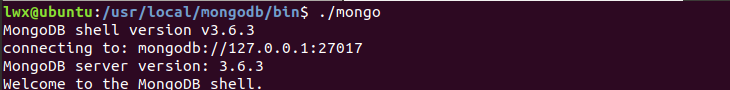 lwx@ubuntu:/usr/local/mongodb/bin$ ./mongo
MongoDB shell version v3.6.3
connecting to: mongodb://127.0.0.1:27017
MongoDB server version: 3.6.3
Welcome to the MongoDB shell.